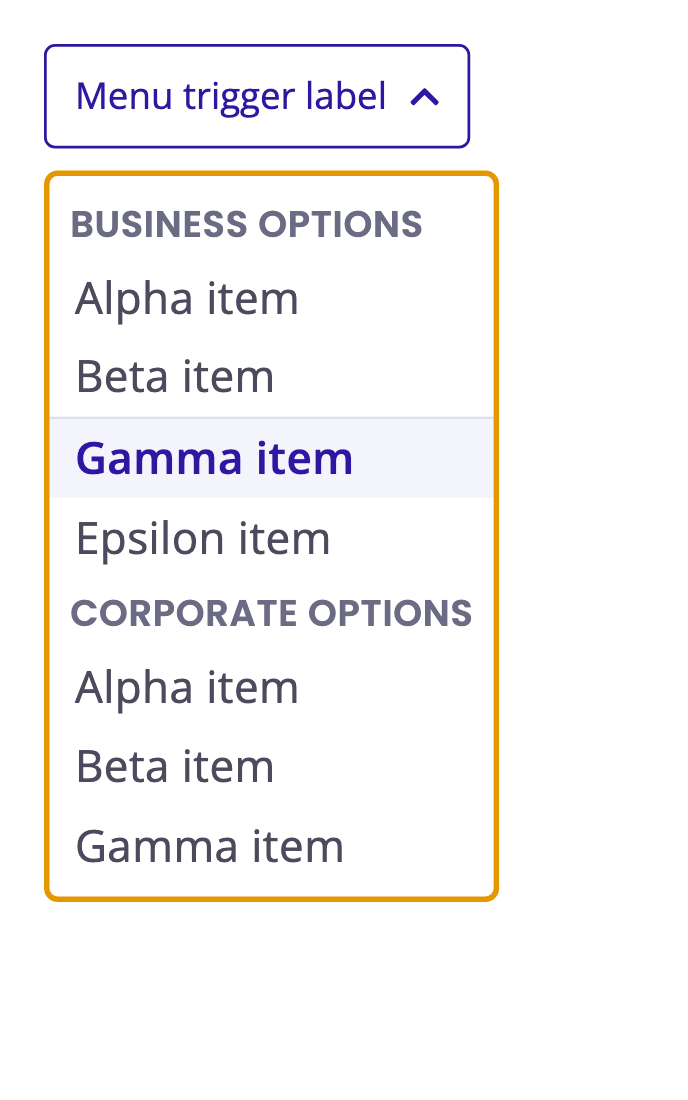 Menu trigger label
BUSINESS OPTIONS
Alpha item
Beta item
Gamma item
Epsilon item
CORPORATE OPTIONS
Alpha item
Beta item
Gamma item